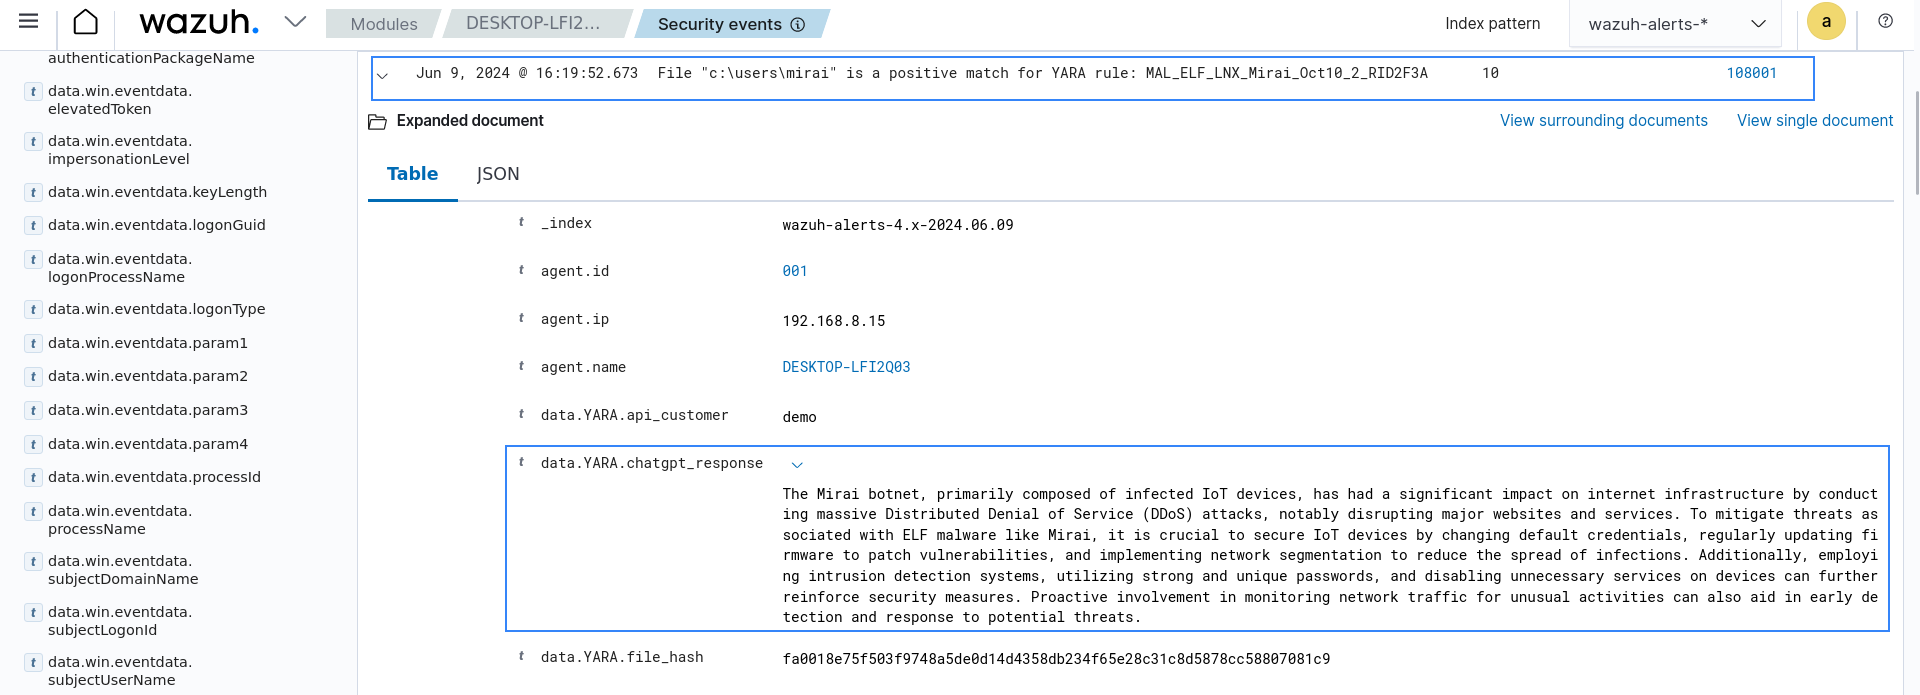 wazuh.
Modules
DESKTOP-LFI2...
Security events
Index pattern
wazuh-alerts-*
a
authenticationPackageName
t data.win.eventdata.
elevatedToken
t data.win.eventdata.
impersonationLevel
t data.win.eventdata.keyLength
t data.win.eventdata.logonGuid
t data.win.eventdata.
logonProcessName
t data.win.eventdata.logonType
t data.win.eventdata.param1
t data.win.eventdata.param2
t data.win.eventdata.param3
t data.win.eventdata.param4
t data.win.eventdata.processId
t data.win.eventdata.
processName
t data.win.eventdata.
subjectDomainName
t data.win.eventdata.
subjectLogonId
t data.win.eventdata.
subjectUserName
Jun 9, 2024 @ 16:19:52.673 File "c:\users\mirai" is a positive match for YARA rule: MAL_ELF_LNX_Mirai_Oct10_2_RID2F3A 10 108001
Expanded document
View surrounding documents
View single document
Table
JSON
t _index wazuh-alerts-4.x-2024.06.09
t agent.id 001
t agent.ip 192.168.8.15
t agent.name DESKTOP-LFI2Q03
t data.YARA.api_customer demo
t data.YARA.chatgpt_response
The Mirai botnet, primarily composed of infected IoT devices, has had a significant impact on internet infrastructure by conduct
ing massive Distributed Denial of Service (DDoS) attacks, notably disrupting major websites and services. To mitigate threats as
sociated with ELF malware like Mirai, it is crucial to secure IoT devices by changing default credentials, regularly updating fi
rmware to patch vulnerabilities, and implementing network segmentation to reduce the spread of infections. Additionally, employi
ng intrusion detection systems, utilizing strong and unique passwords, and disabling unnecessary services on devices can further
reinforce security measures. Proactive involvement in monitoring network traffic for unusual activities can also aid in early de
tection and response to potential threats.
t data.YARA.file_hash fa0018e75f503f9748a5de0d14d4358db234f65e28c31c8d5878cc58807081c9